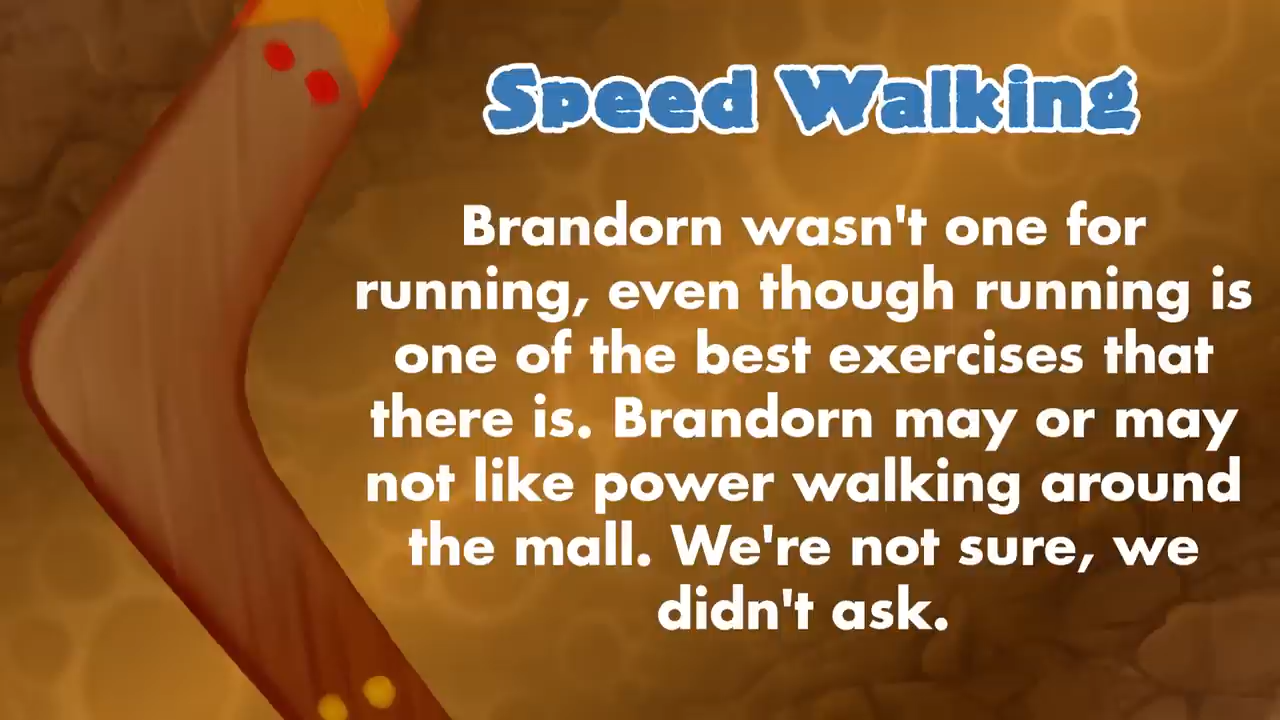 Speed Walking
Brandorn wasn't one for
running, even though running is
one of the best exercises that
there is. Brandorn may or may
not like power walking around
the mall. We're not sure, we
didn't ask.